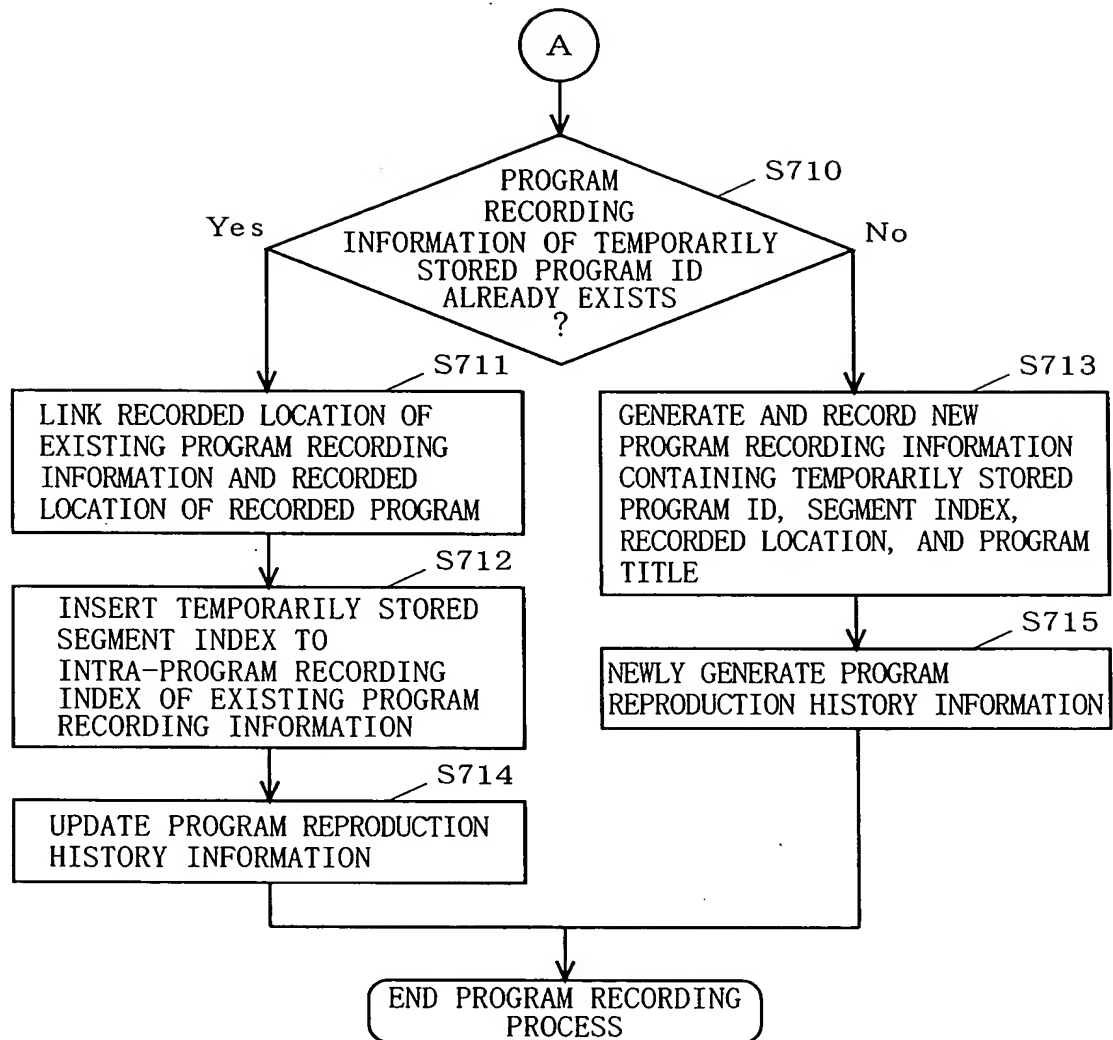 A
S710
PROGRAM
RECORDING
INFORMATION OF TEMPORARILY
STORED PROGRAM ID
ALREADY EXISTS
?
Yes
No
S711
LINK RECORDED LOCATION OF
EXISTING PROGRAM RECORDING
INFORMATION AND RECORDED
LOCATION OF RECORDED PROGRAM
S712
INSERT TEMPORARILY STORED
SEGMENT INDEX TO
INTRA-PROGRAM RECORDING
INDEX OF EXISTING PROGRAM
RECORDING INFORMATION
S714
UPDATE PROGRAM REPRODUCTION
HISTORY INFORMATION
S713
GENERATE AND RECORD NEW
PROGRAM RECORDING INFORMATION
CONTAINING TEMPORARILY STORED
PROGRAM ID, SEGMENT INDEX,
RECORDED LOCATION, AND PROGRAM
TITLE
S715
NEWLY GENERATE PROGRAM
REPRODUCTION HISTORY INFORMATION
END PROGRAM RECORDING
PROCESS